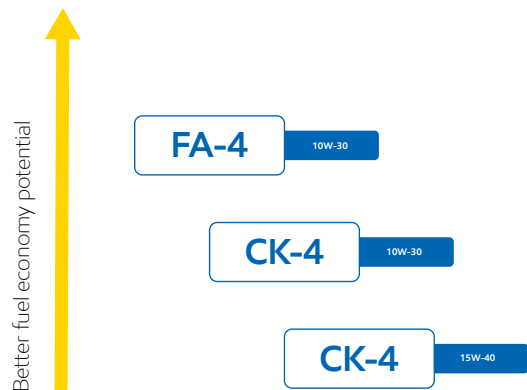 Better fuel economy potential
FA-4
10W-30
CK-4
10W-30
CK-4
15W-40